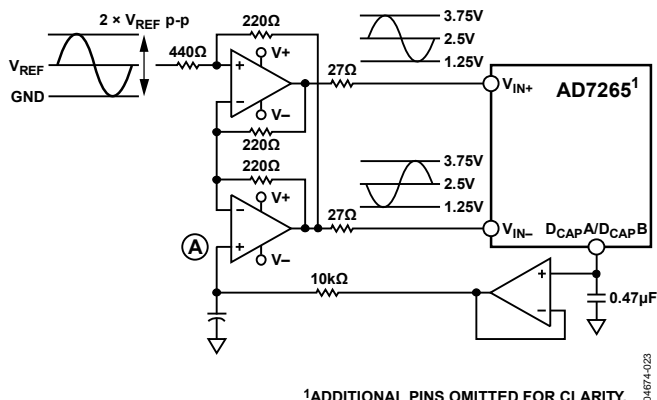 2 × VREF p-p
VREF
GND
440Ω
220Ω
V+
V–
220Ω
220Ω
V+
V–
A
27Ω
27Ω
3.75V
2.5V
1.25V
3.75V
2.5V
1.25V
VIN+
AD7265¹
VIN–
DCAPA/DCAPB
10kΩ
0.47µF
¹ADDITIONAL PINS OMITTED FOR CLARITY.
04674-023